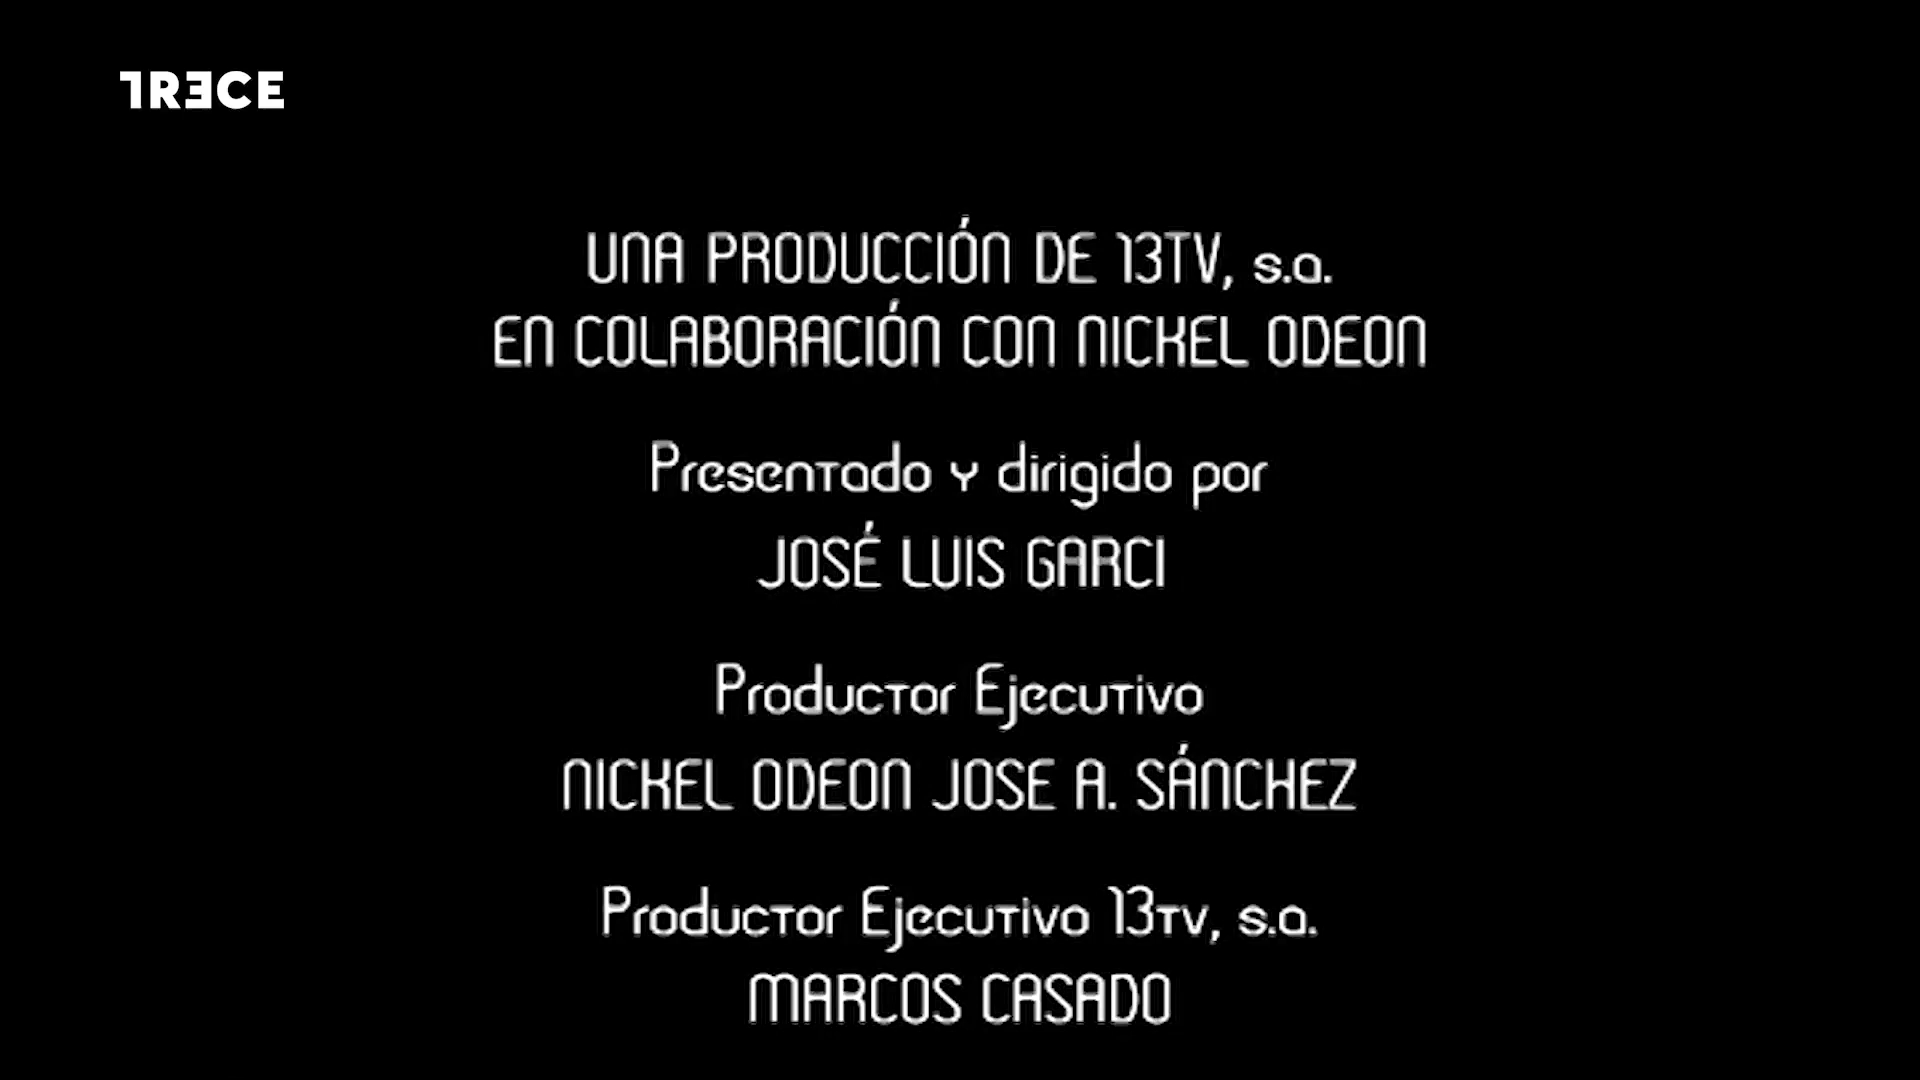 TRECE
UNA PRODUCCIÓN DE 13TV, s.a.
EN COLABORACIÓN CON NICKEL ODEON
Presentado y dirigido por
JOSÉ LUIS GARCI
Productor Ejecutivo
NICKEL ODEON JOSE A. SÁNCHEZ
Productor Ejecutivo 13TV, s.a.
MARCOS CASADO